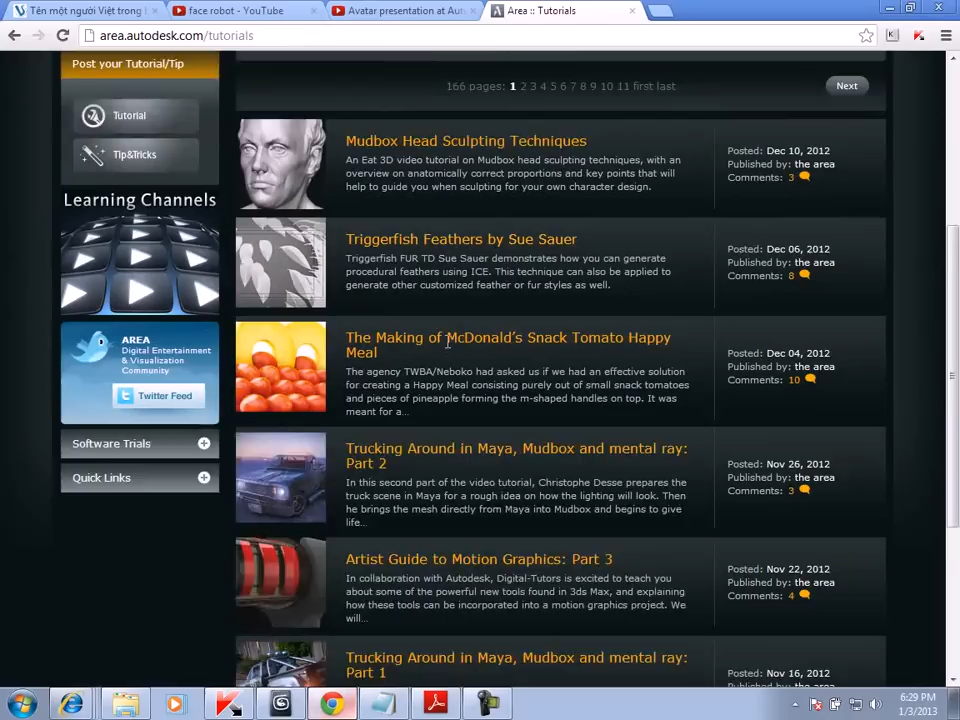 Tên một người Việt trong
face robot - YouTube
Avatar presentation at Aut
Area :: Tutorials
area.autodesk.com/tutorials
Post your Tutorial/Tip
Tutorial
Tip&Tricks
Learning Channels
AREA
Digital Entertainment
& Visualization
Community
Twitter Feed
Software Trials
Quick Links
166 pages: 1 2 3 4 5 6 7 8 9 10 11 first last
Next
Mudbox Head Sculpting Techniques
An Eat 3D video tutorial on Mudbox head sculpting techniques, with an
overview on anatomically correct proportions and key points that will
help to guide you when sculpting for your own character design.
Posted: Dec 10, 2012
Published by: the area
Comments: 3
Triggerfish Feathers by Sue Sauer
Triggerfish FUR TD Sue Sauer demonstrates how you can generate
procedural feathers using ICE. This technique can also be applied to
generate other customized feather or fur styles as well.
Posted: Dec 06, 2012
Published by: the area
Comments: 8
The Making of McDonald's Snack Tomato Happy
Meal
The agency TWBA/Neboko had asked us if we had an effective solution
for creating a Happy Meal consisting purely out of small snack tomatoes
and pieces of pineapple forming the m-shaped handles on top. It was
meant for a...
Posted: Dec 04, 2012
Published by: the area
Comments: 10
Trucking Around in Maya, Mudbox and mental ray:
Part 2
In this second part of the video tutorial, Christophe Desse prepares the
truck scene in Maya for a rough idea on how the lighting will look. Then
he brings the mesh directly from Maya into Mudbox and begins to give
life...
Posted: Nov 26, 2012
Published by: the area
Comments: 3
Artist Guide to Motion Graphics: Part 3
In collaboration with Autodesk, Digital-Tutors is excited to teach you
about some of the powerful new tools found in 3ds Max, and explaining
how these tools can be incorporated into a motion graphics project. We
will...
Posted: Nov 22, 2012
Published by: the area
Comments: 4
Trucking Around in Maya, Mudbox and mental ray:
Part 1
Posted: Nov 16, 2012
6:29 PM
1/3/2013